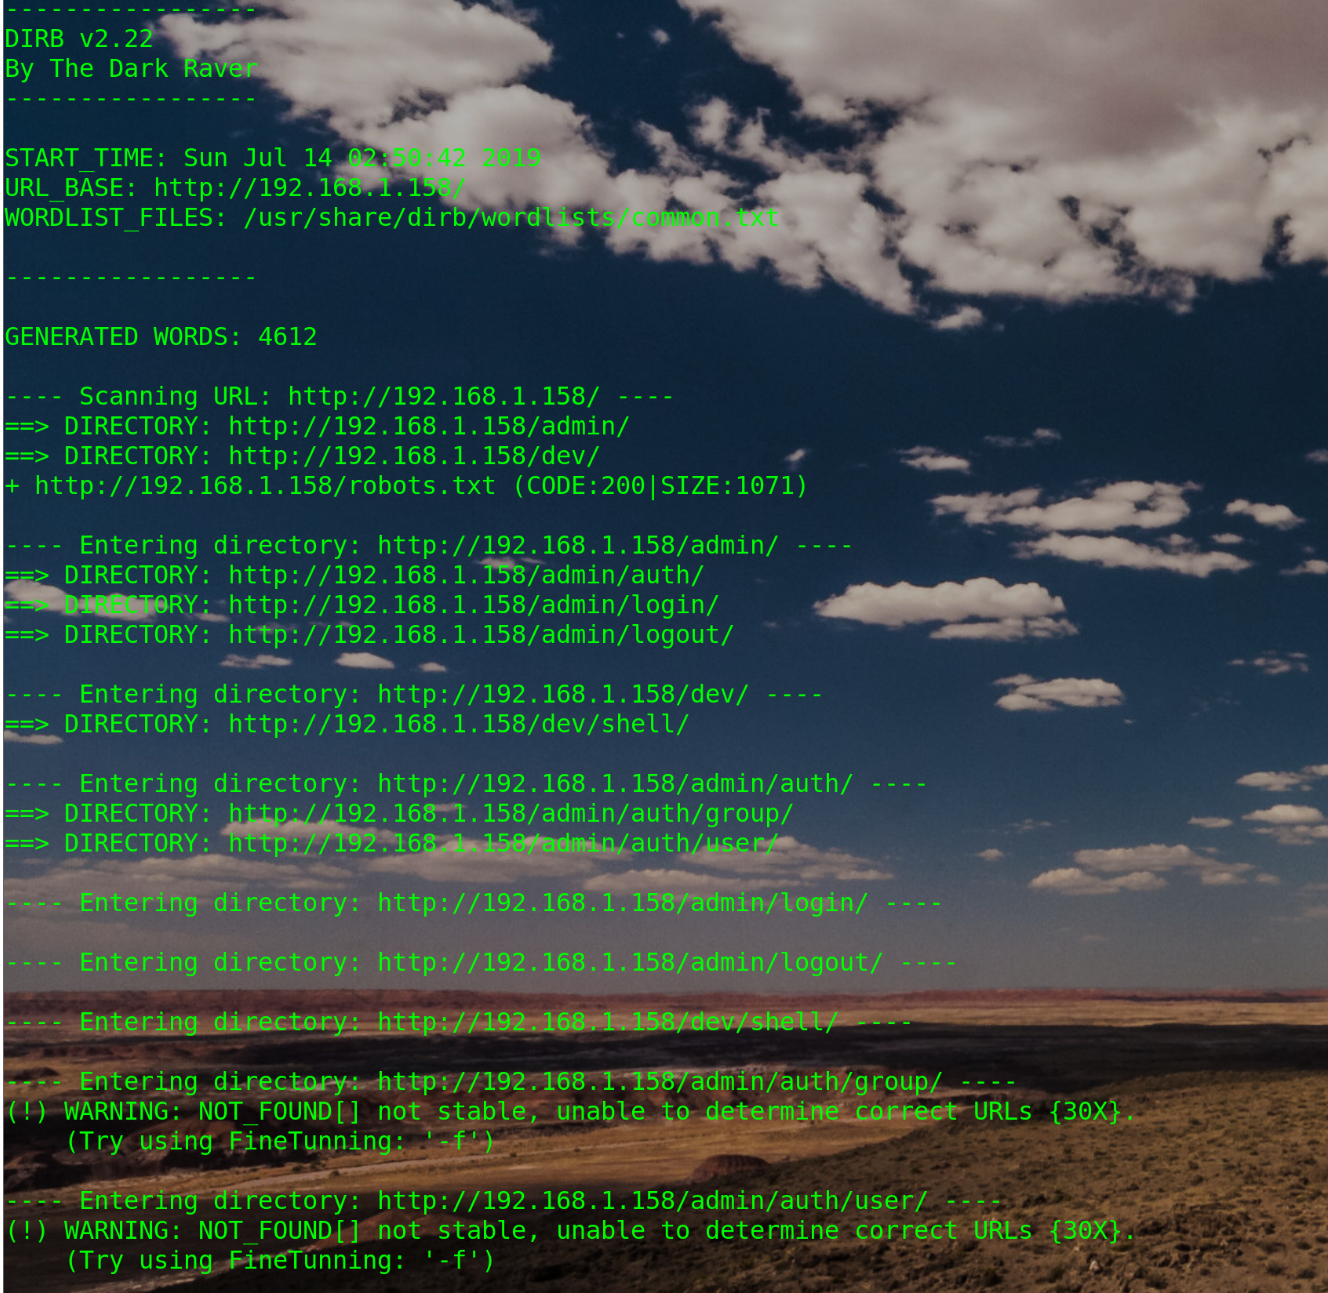 -----------------
DIRB v2.22
By The Dark Raver
-----------------
START_TIME: Sun Jul 14 02:50:42 2019
URL_BASE: http://192.168.1.158/
WORDLIST_FILES: /usr/share/dirb/wordlists/common.txt
-----------------
GENERATED WORDS: 4612
---- Scanning URL: http://192.168.1.158/ ----
==> DIRECTORY: http://192.168.1.158/admin/
==> DIRECTORY: http://192.168.1.158/dev/
+ http://192.168.1.158/robots.txt (CODE:200|SIZE:1071)
---- Entering directory: http://192.168.1.158/admin/ ----
==> DIRECTORY: http://192.168.1.158/admin/auth/
==> DIRECTORY: http://192.168.1.158/admin/login/
==> DIRECTORY: http://192.168.1.158/admin/logout/
---- Entering directory: http://192.168.1.158/dev/ ----
==> DIRECTORY: http://192.168.1.158/dev/shell/
---- Entering directory: http://192.168.1.158/admin/auth/ ----
==> DIRECTORY: http://192.168.1.158/admin/auth/group/
==> DIRECTORY: http://192.168.1.158/admin/auth/user/
---- Entering directory: http://192.168.1.158/admin/login/ ----
---- Entering directory: http://192.168.1.158/admin/logout/ ----
---- Entering directory: http://192.168.1.158/dev/shell/ ----
---- Entering directory: http://192.168.1.158/admin/auth/group/ ----
(!) WARNING: NOT_FOUND[] not stable, unable to determine correct URLs {30X}.
(Try using FineTunning: '-f')
---- Entering directory: http://192.168.1.158/admin/auth/user/ ----
(!) WARNING: NOT_FOUND[] not stable, unable to determine correct URLs {30X}.
(Try using FineTunning: '-f')